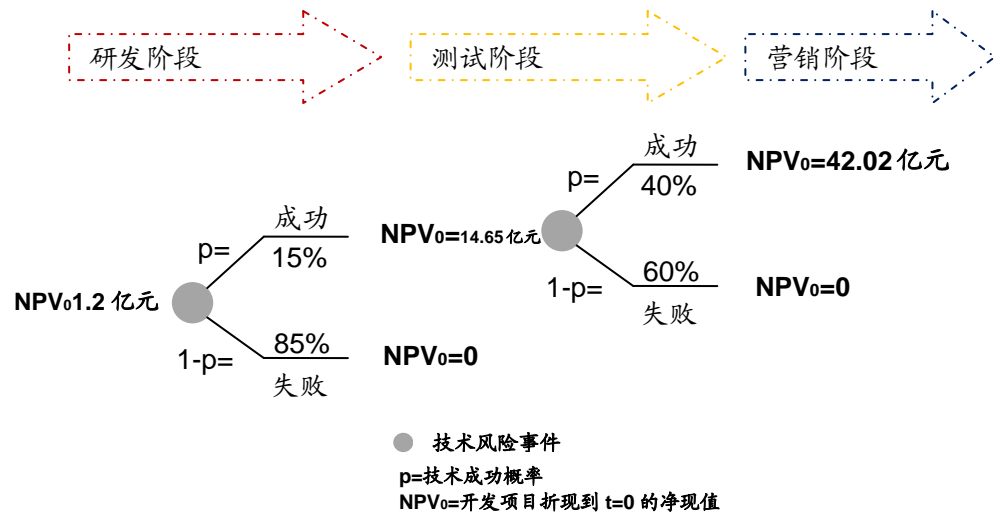 研发阶段
测试阶段
营销阶段
成功
p=
40%
NPV₀=42.02 亿元
成功
p=
15%
NPV₀=14.65 亿元
60%
1-p=
失败
NPV₀=0
NPV₀1.2 亿元
85%
1-p=
失败
NPV₀=0
技术风险事件
p=技术成功概率
NPV₀=开发项目折现到 t=0 的净现值